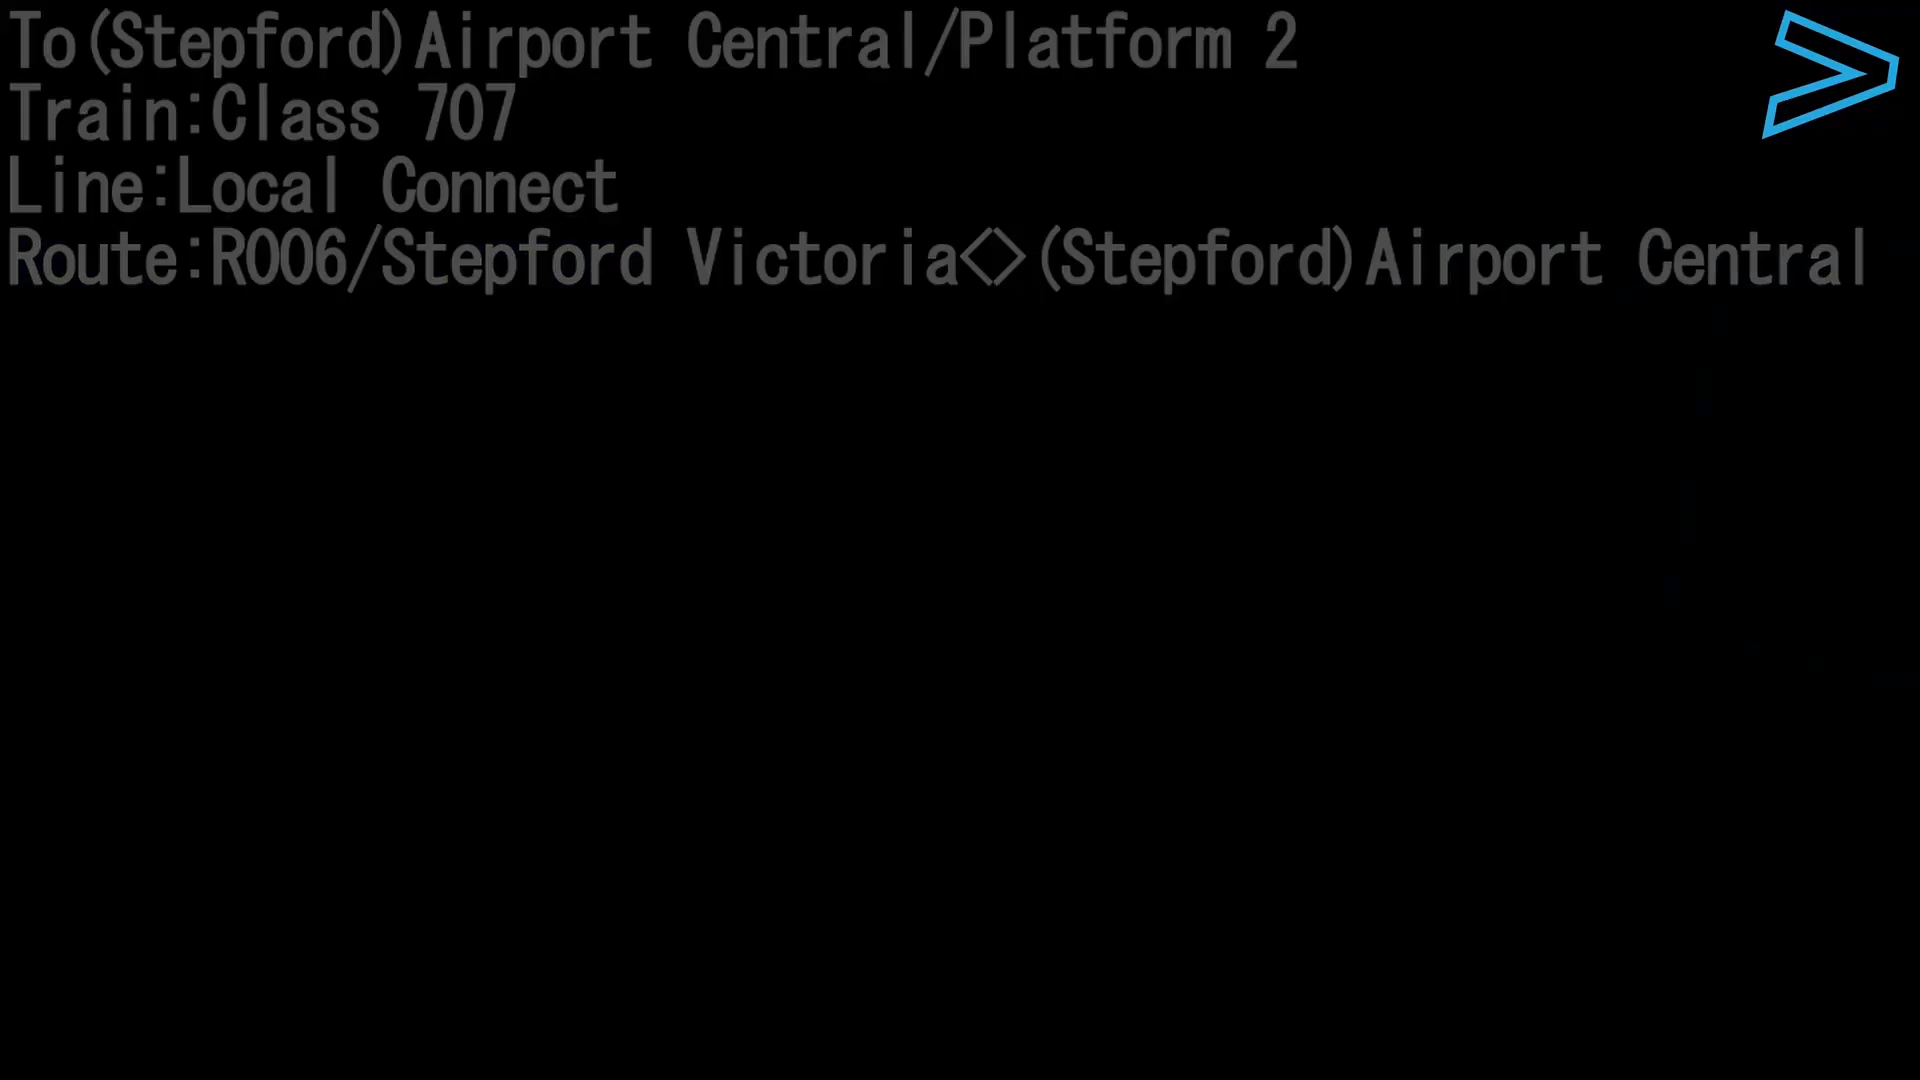 To(Stepford)Airport Central/Platform 2
Train:Class 707
Line:Local Connect
Route:R006/Stepford Victoria◇(Stepford)Airport Central